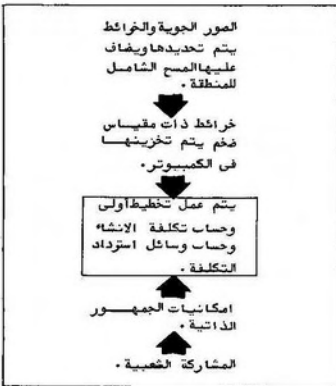 الصور الجوية والخرائط
يتم تحديدها ويضاف
عليها المسح الشامل
للمنطقة .
خرائط ذات مقياس
ضخم يتم تخزينها
فى الكمبيوتر .
يتم عمل تخطيط أولى
وحساب تكلفة الانشاء
وحساب وسائل استرداد
التكلفة .
امكانيات الجمهور
الذاتية .
المشاركة الشعبية .